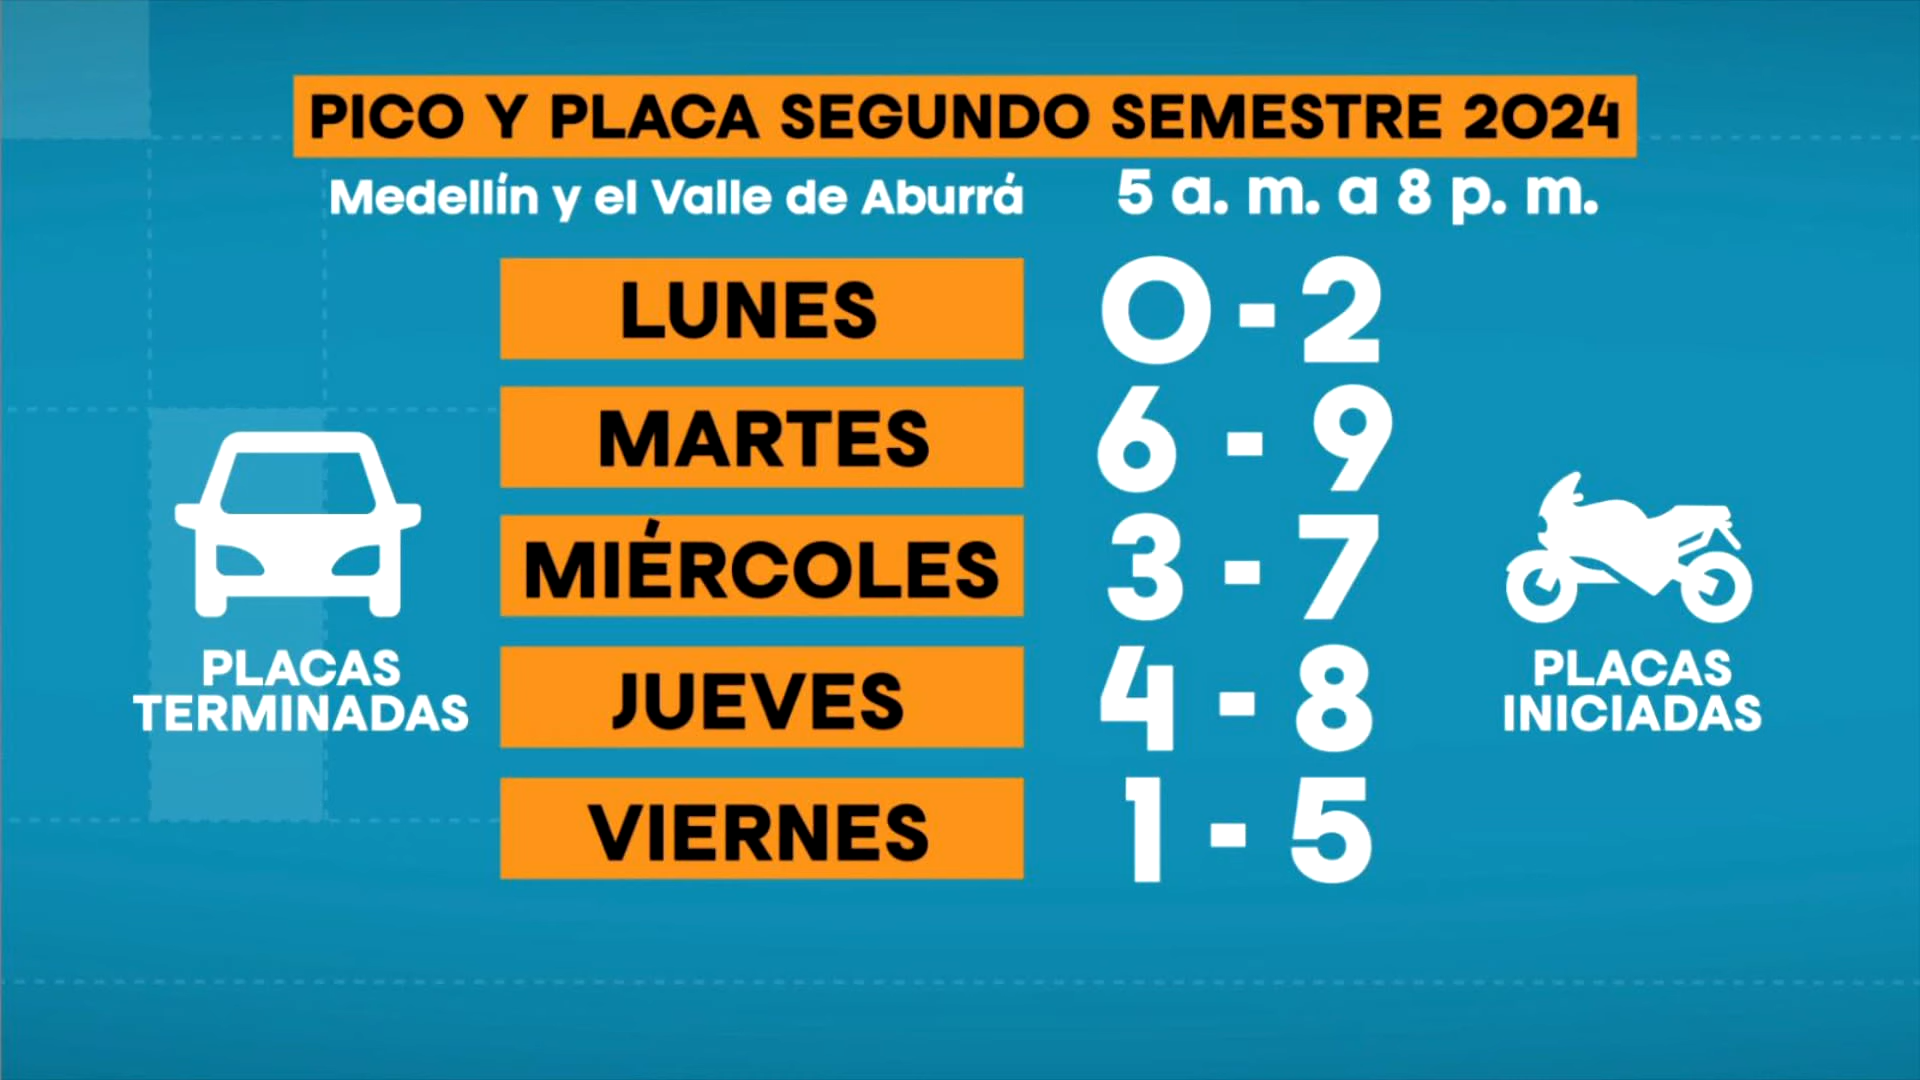 PICO Y PLACA SEGUNDO SEMESTRE 2024
Medellín y el Valle de Aburrá 5 a. m. a 8 p. m.
LUNES 0 - 2
MARTES 6 - 9
MIÉRCOLES 3 - 7
JUEVES 4 - 8
VIERNES 1 - 5
PLACAS
TERMINADAS
PLACAS
INICIADAS